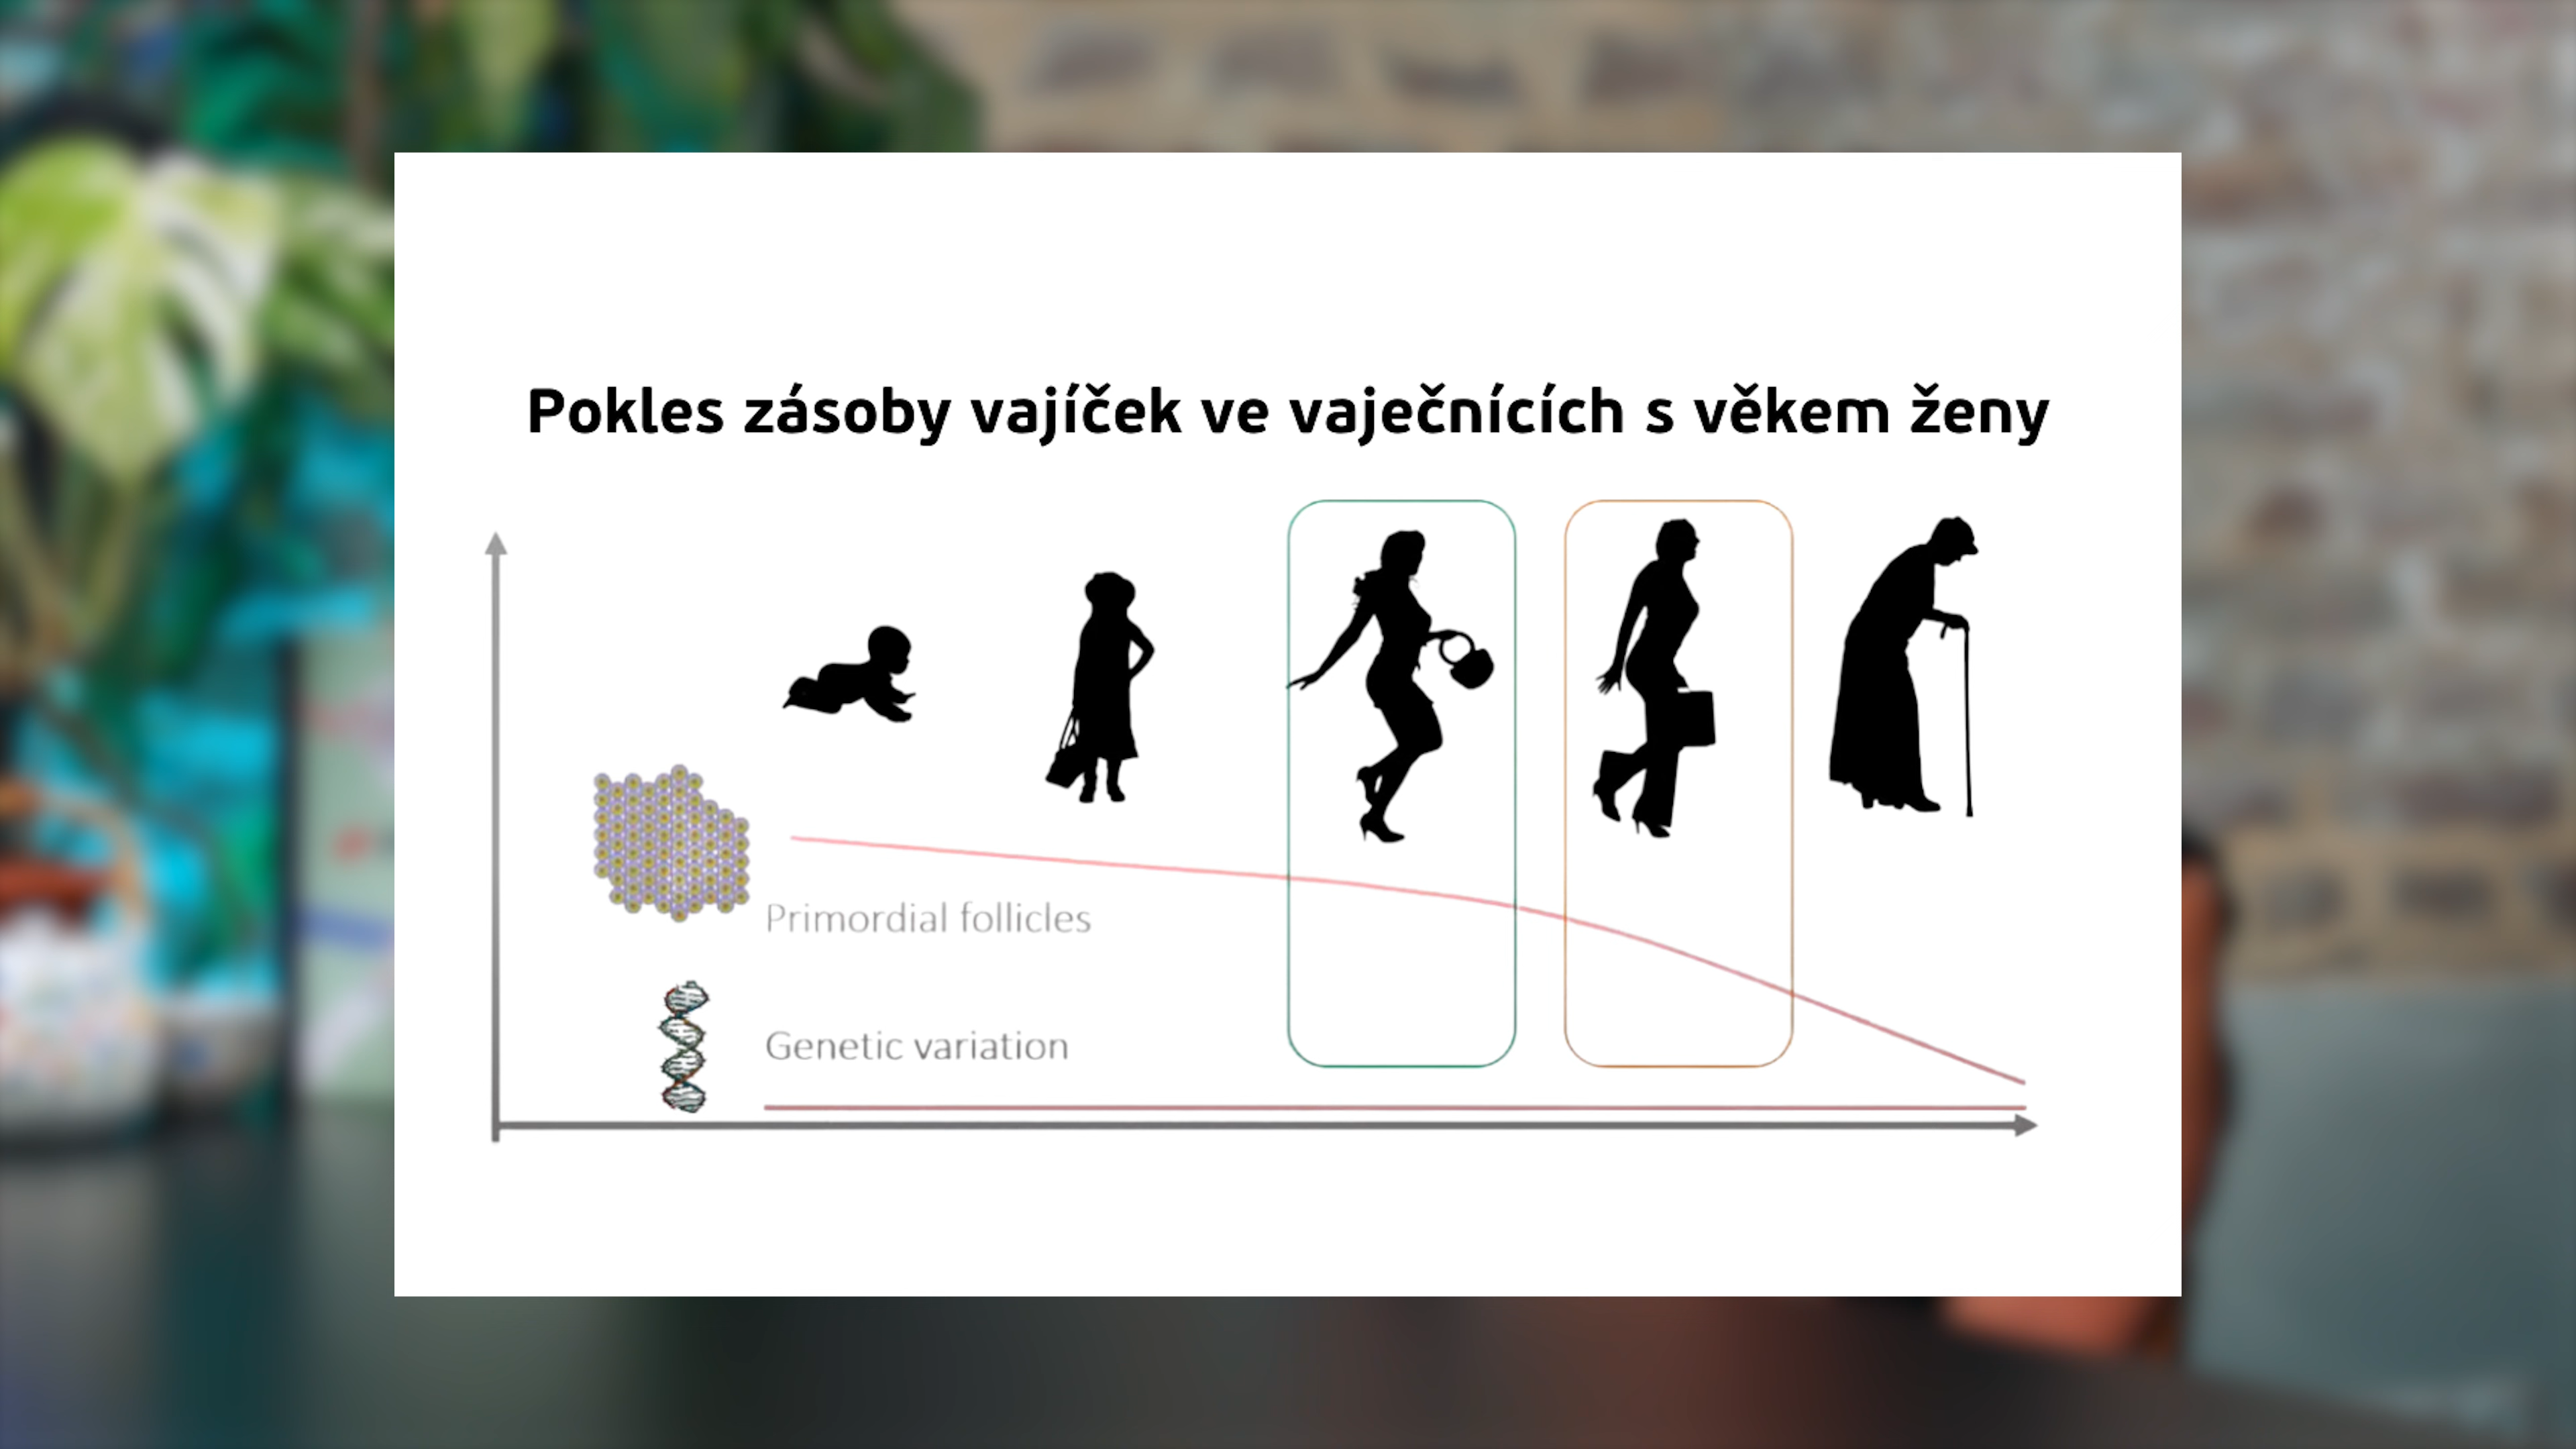 Pokles zásoby vajíček ve vaječnících s věkem ženy
Primordial follicles
Genetic variation